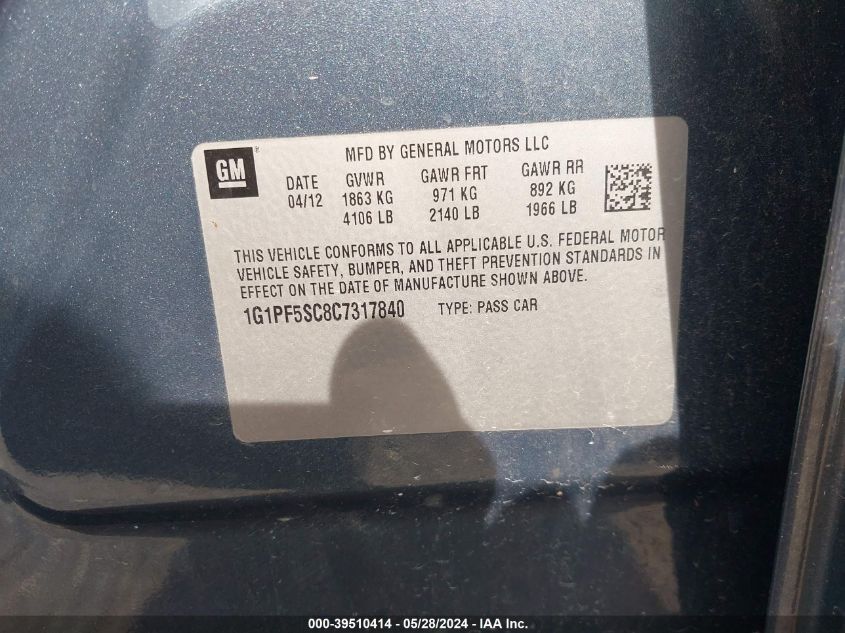 GM
MFD BY GENERAL MOTORS LLC
DATE GVWR GAWR FRT GAWR RR
04/12 1863 KG 971 KG 892 KG
4106 LB 2140 LB 1966 LB
THIS VEHICLE CONFORMS TO ALL APPLICABLE U.S. FEDERAL MOTOR
VEHICLE SAFETY, BUMPER, AND THEFT PREVENTION STANDARDS IN
EFFECT ON THE DATE OF MANUFACTURE SHOWN ABOVE.
1G1PF5SC8C7317840 TYPE: PASS CAR
000-39510414 - 05/28/2024 - IAA Inc.